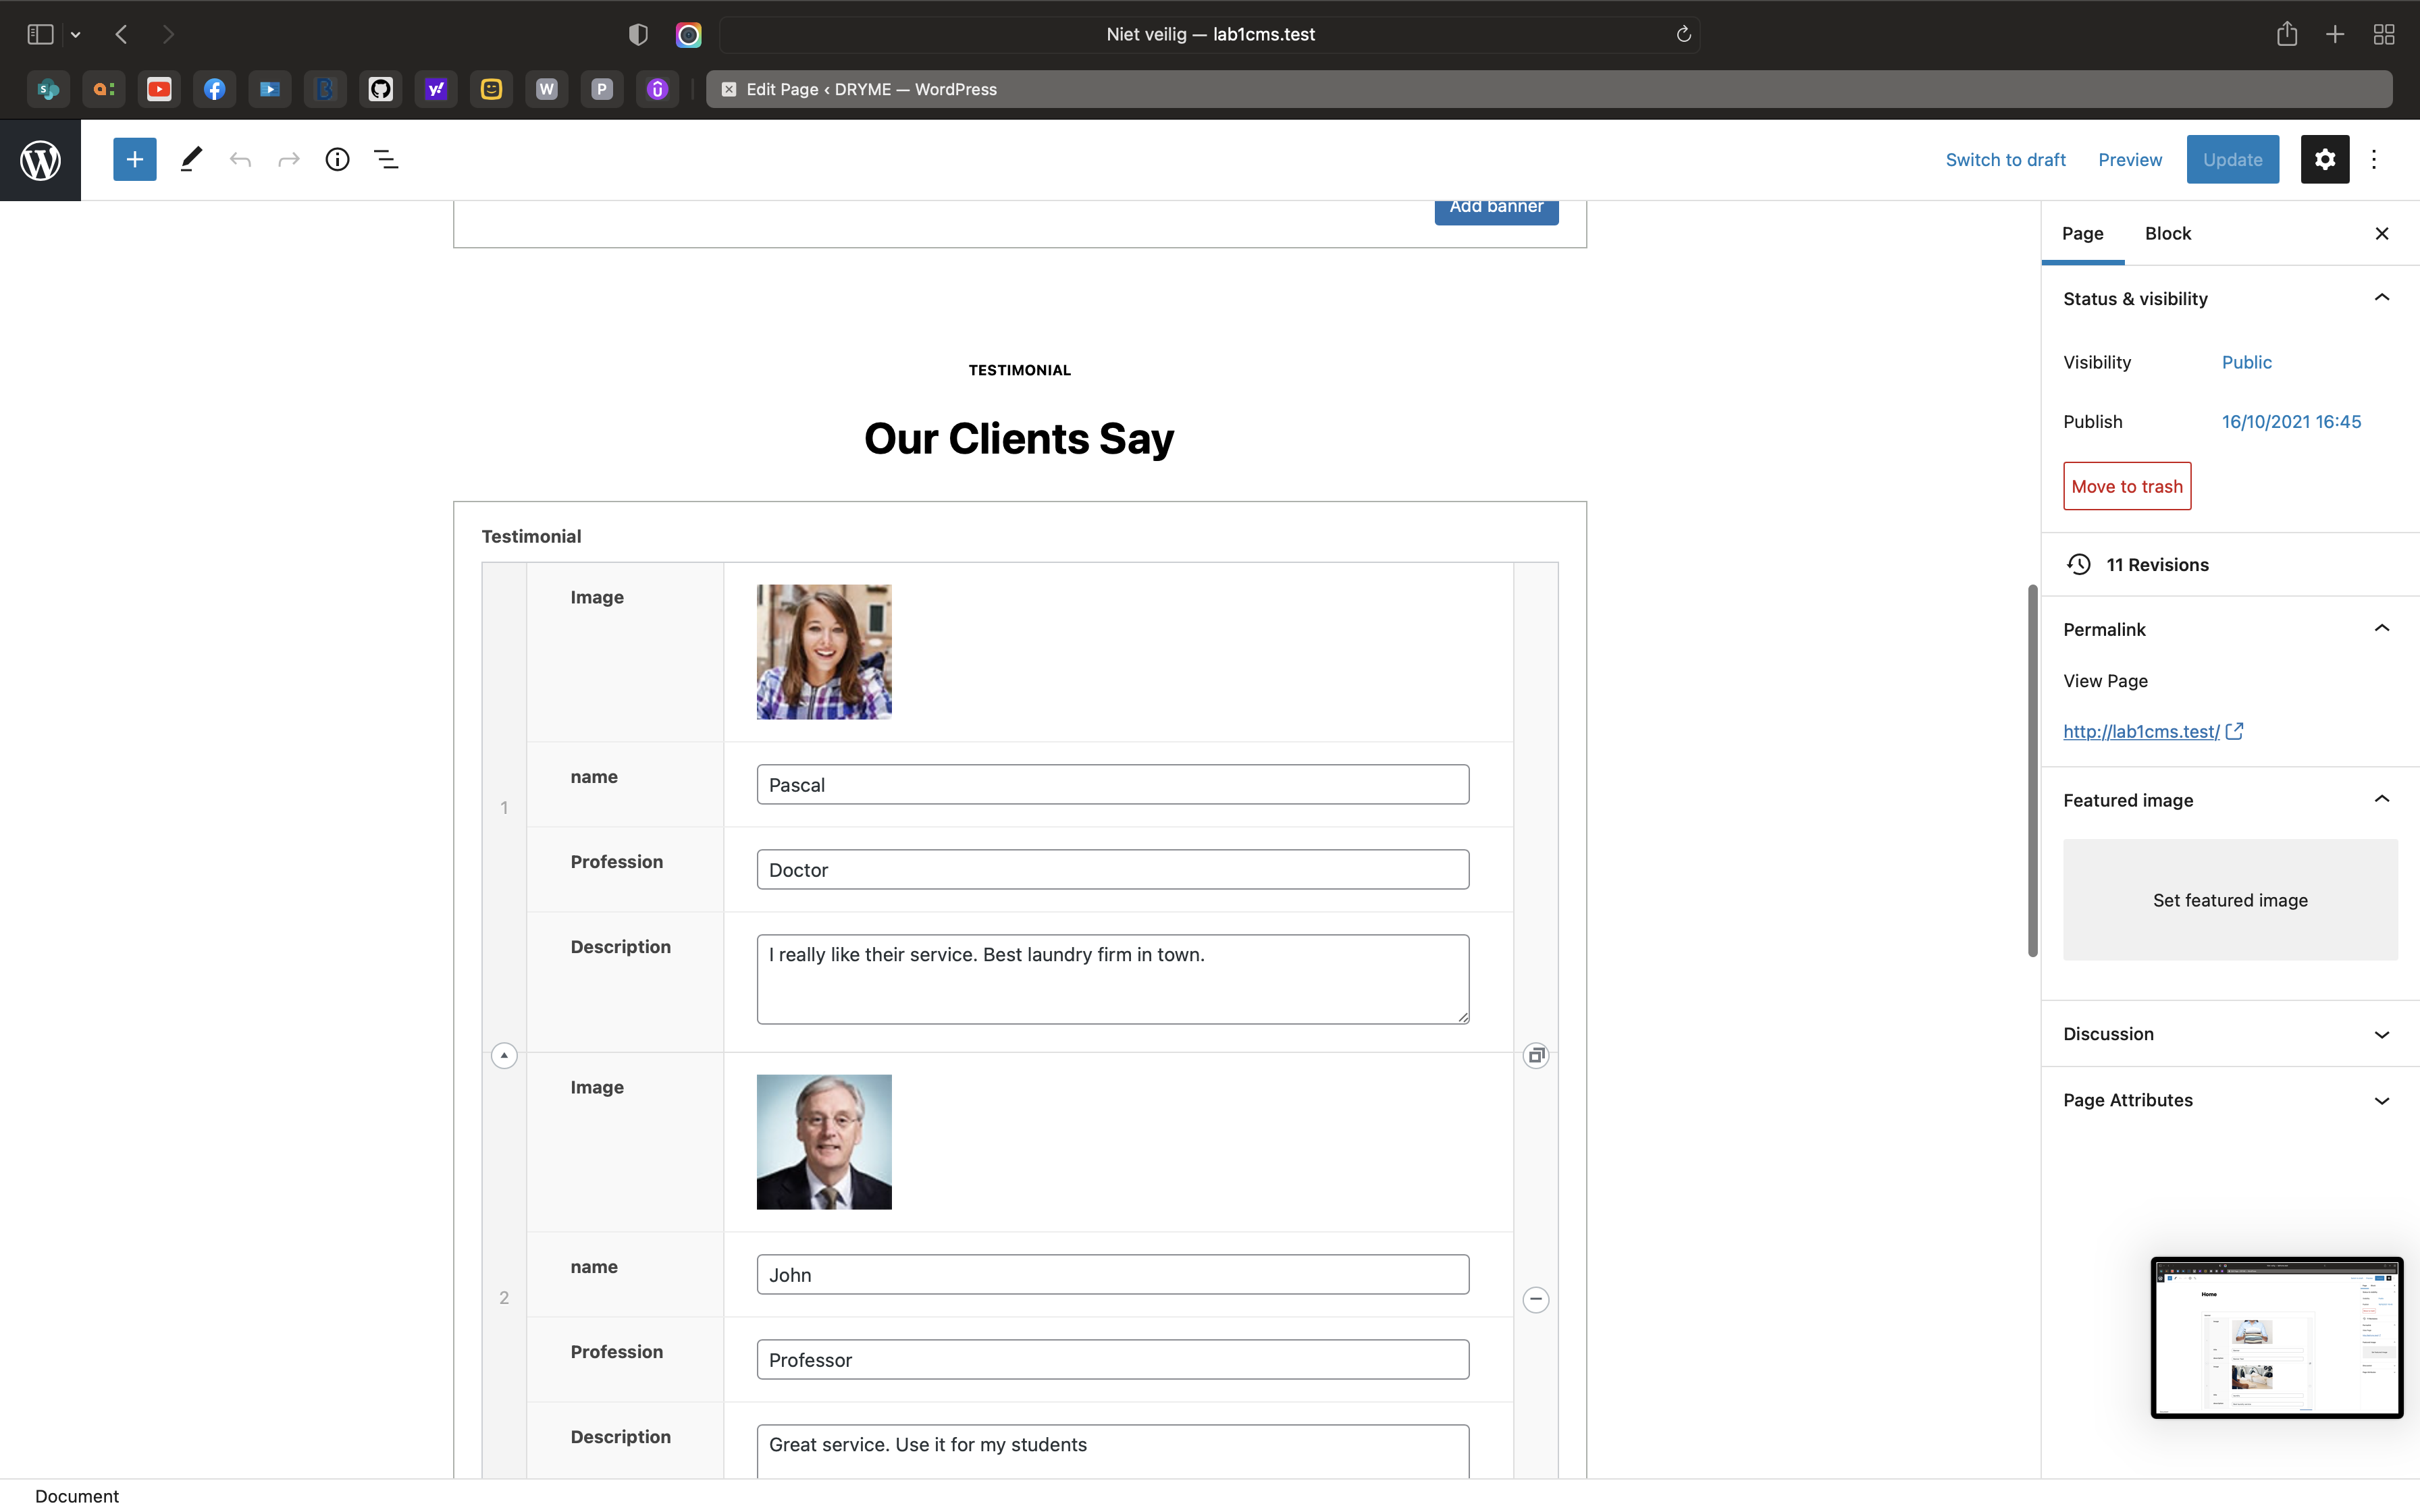 Niet veilig — lab1cms.test
Edit Page ‹ DRYME — WordPress
Switch to draft
Preview
Update
Add banner
TESTIMONIAL
Our Clients Say
Testimonial
1
Image
name
Pascal
Profession
Doctor
Description
I really like their service. Best laundry firm in town.
2
Image
name
John
Profession
Professor
Description
Great service. Use it for my students
Page
Block
Status & visibility
Visibility
Public
Publish
16/10/2021 16:45
Move to trash
11 Revisions
Permalink
View Page
http://lab1cms.test/
Featured image
Set featured image
Discussion
Page Attributes
Home
Document